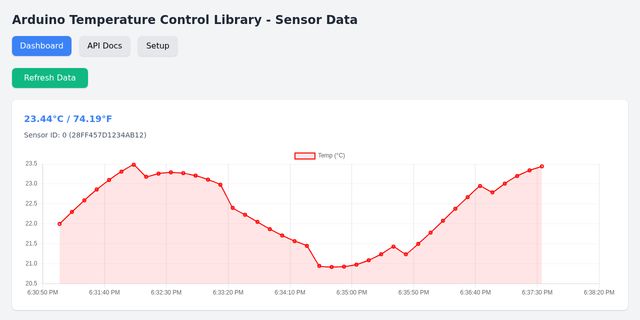 Arduino Temperature Control Library - Sensor Data
Dashboard API Docs Setup
Refresh Data
23.44°C / 74.19°F
Sensor ID: 0 (28FF457D1234AB12)
Temp (°C)
23.5
23.0
22.5
22.0
21.5
21.0
20.5
6:30:50 PM 6:31:40 PM 6:32:30 PM 6:33:20 PM 6:34:10 PM 6:35:00 PM 6:35:50 PM 6:36:40 PM 6:37:30 PM 6:38:20 PM